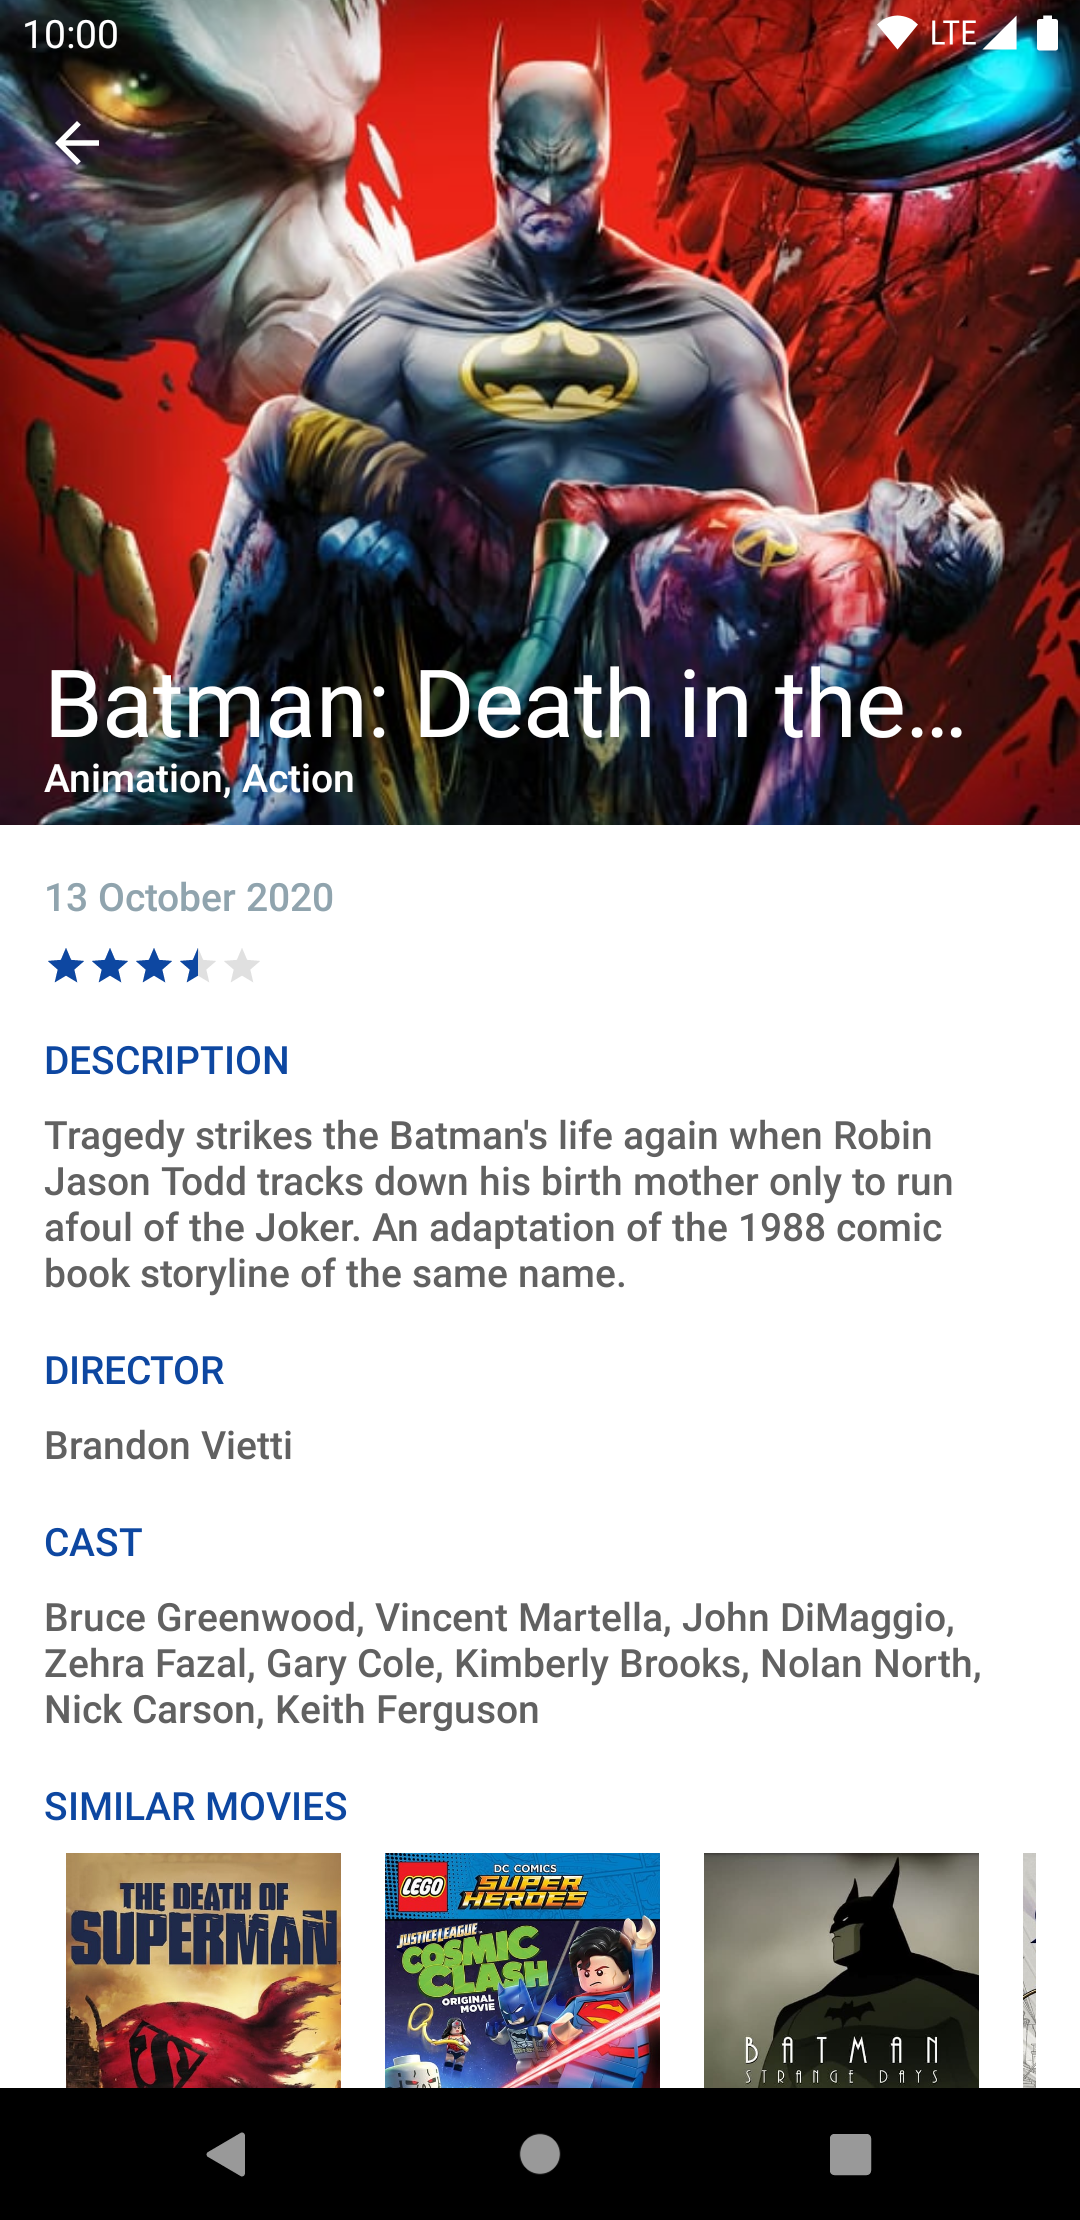 10:00
LTE
Batman: Death in the...
Animation, Action
13 October 2020
DESCRIPTION
Tragedy strikes the Batman's life again when Robin
Jason Todd tracks down his birth mother only to run
afoul of the Joker. An adaptation of the 1988 comic
book storyline of the same name.
DIRECTOR
Brandon Vietti
CAST
Bruce Greenwood, Vincent Martella, John DiMaggio,
Zehra Fazal, Gary Cole, Kimberly Brooks, Nolan North,
Nick Carson, Keith Ferguson
SIMILAR MOVIES
THE DEATH OF
SUPERMAN
LEGO
DC COMICS
SUPER
HEROES
JUSTICE LEAGUE
COSMIC
CLASH
ORIGINAL
MOVIE
BATMAN
STRANGE DAYS